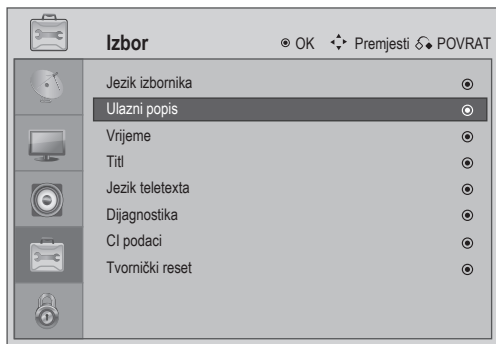 Izbor OK Premjesti POVRAT
Jezik izbornika
Ulazni popis
Vrijeme
Titl
Jezik teletexta
Dijagnostika
CI podaci
Tvornički reset